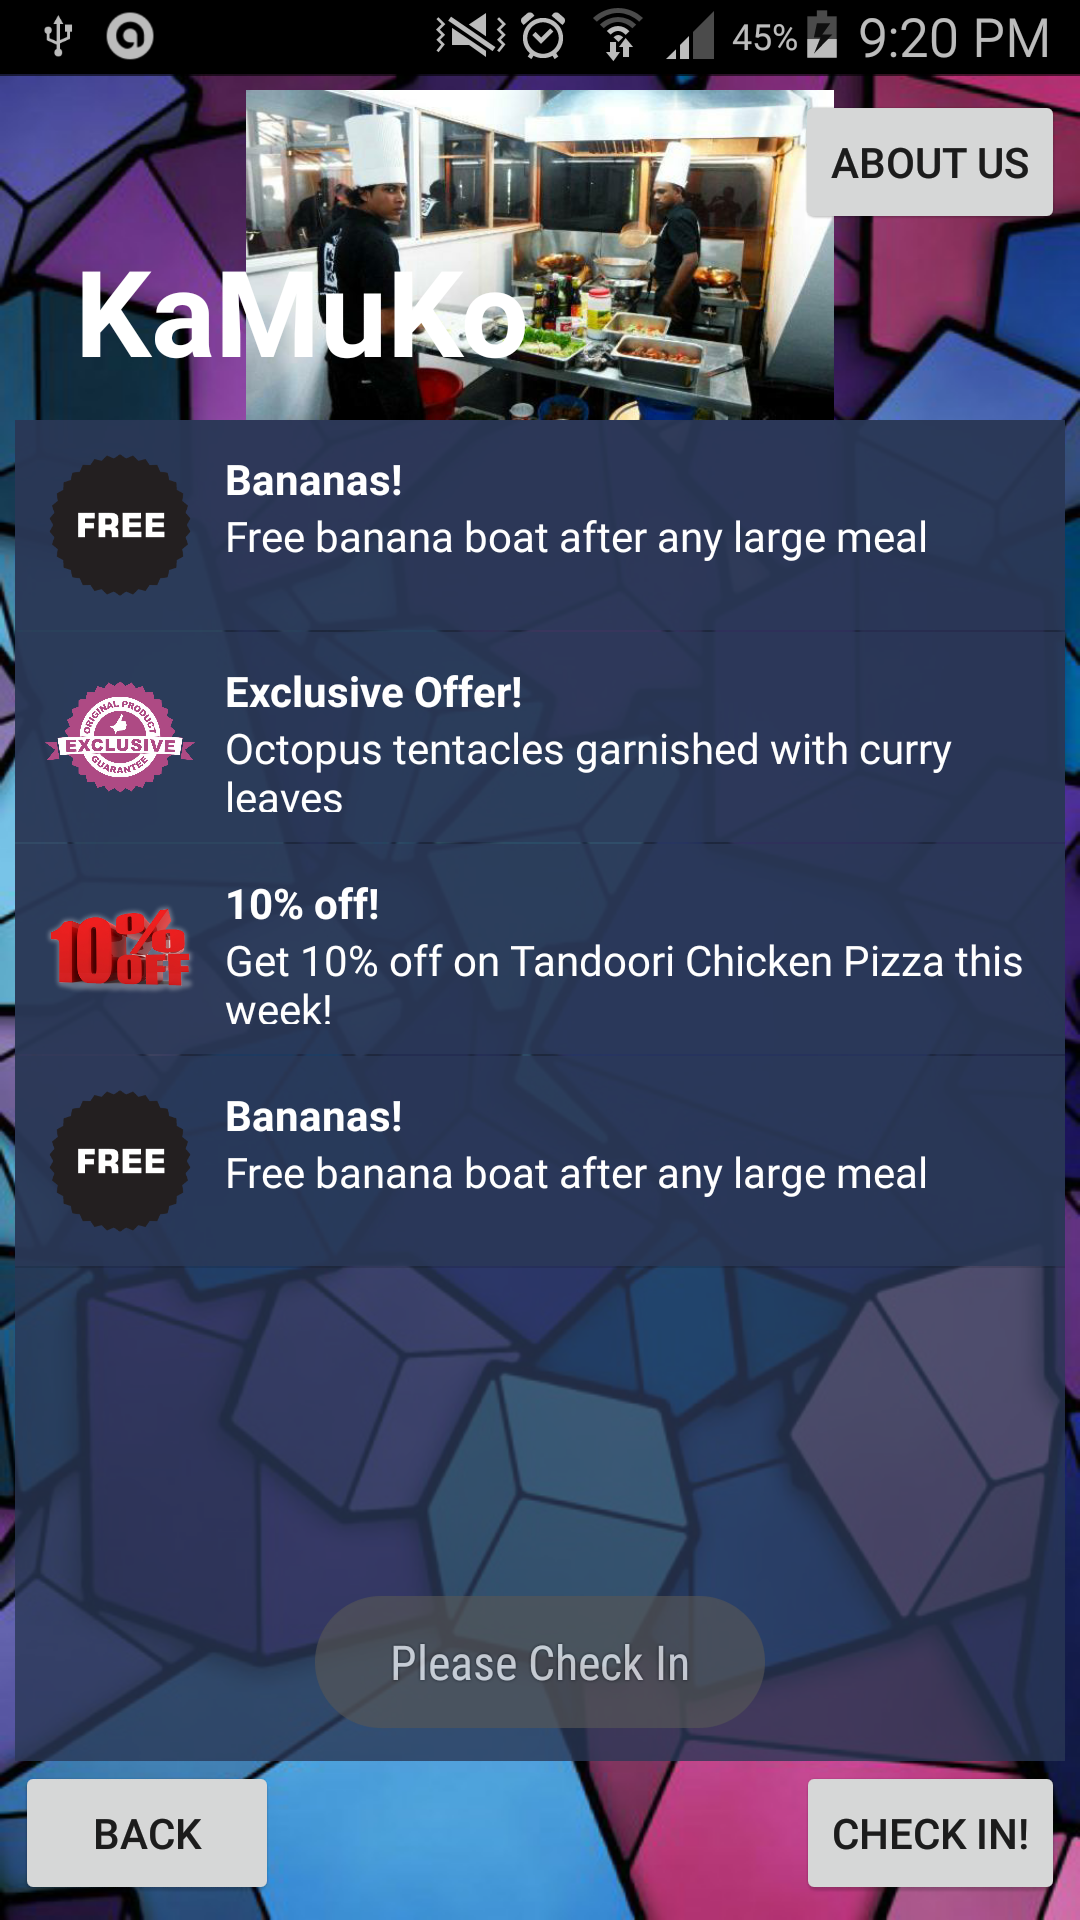 45% 9:20 PM
ABOUT US
KaMuKo
FREE
Bananas!
Free banana boat after any large meal
ORIGINAL PRODUCT
EXCLUSIVE
GUARANTEE
Exclusive Offer!
Octopus tentacles garnished with curry
leaves
10%
OFF
10% off!
Get 10% off on Tandoori Chicken Pizza this
week!
FREE
Bananas!
Free banana boat after any large meal
Please Check In
BACK
CHECK IN!